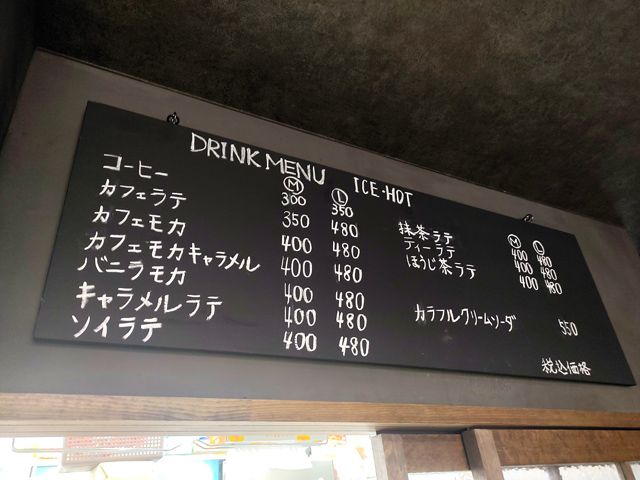 DRINK MENU ICE・HOT
M L
コーヒー 300 350
カフェラテ 350 480
カフェモカ 400 480
カフェモカキャラメル 400 480
バニラモカ 400 480
キャラメルラテ 400 480
ソイラテ 400 480
M L
抹茶ラテ 400 480
ティーラテ 400 480
ほうじ茶ラテ 400 480
カラフルクリームソーダ 550
税込価格